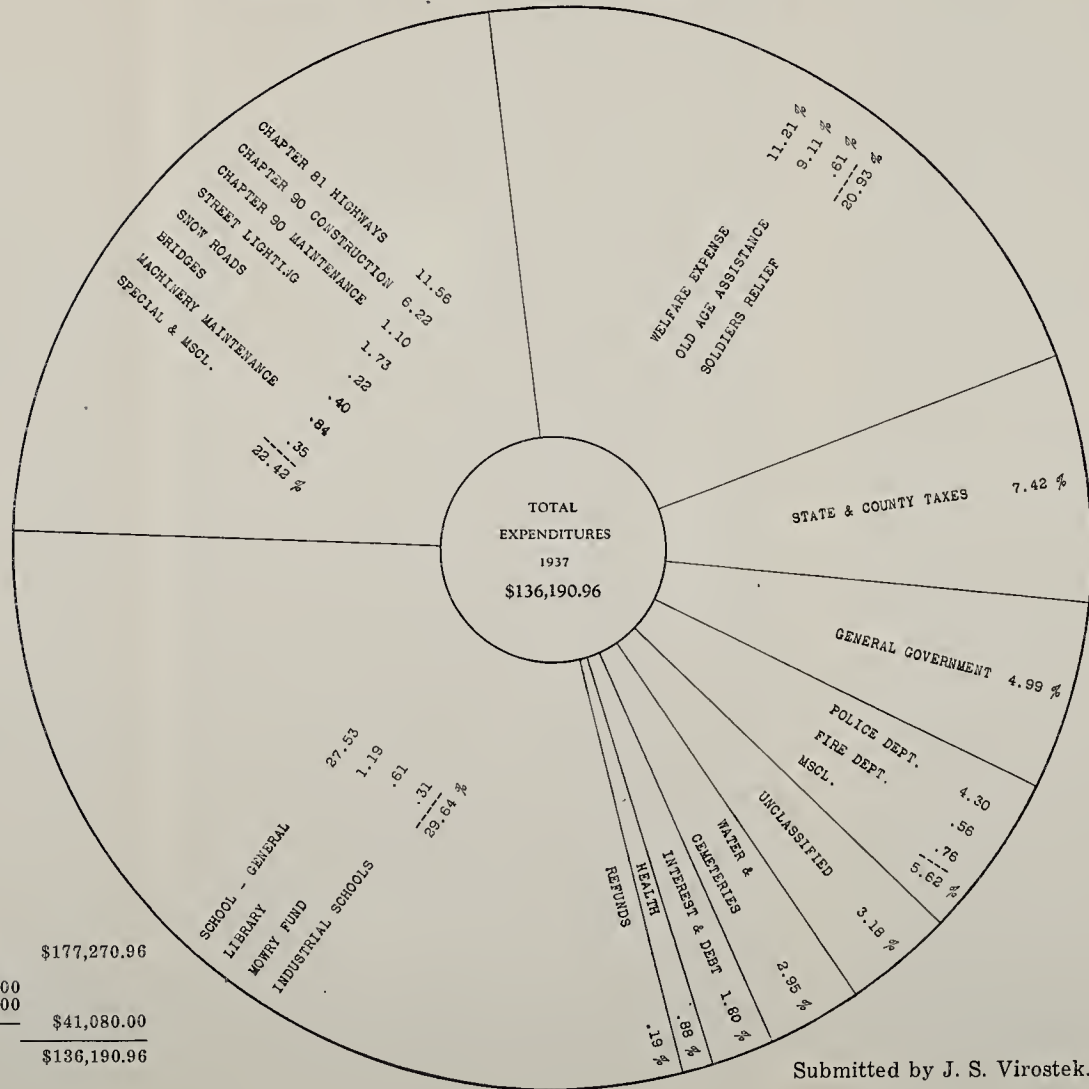 CHAPTER 81 HIGHWAYS 11.56
CHAPTER 90 CONSTRUCTION 6.22
CHAPTER 90 MAINTENANCE 1.10
STREET LIGHTING 1.73
SNOW ROADS .22
BRIDGES .40
MACHINERY MAINTENANCE .84
SPECIAL & MSCL. .35
-----
22.42 %
WELFARE EXPENSE 11.21 %
OLD AGE ASSISTANCE 9.11 %
SOLDIERS RELIEF .61 %
-----
20.93 %
STATE & COUNTY TAXES 7.42 %
TOTAL
EXPENDITURES
1937
$136,190.96
GENERAL GOVERNMENT 4.99 %
POLICE DEPT. 4.30
FIRE DEPT. .56
MSCL. .76
----
5.62 %
UNCLASSIFIED 3.18 %
WATER &
CEMETERIES 2.95 %
INTEREST & DEBT 1.80 %
HEALTH .88 %
REFUNDS .19 %
SCHOOL - GENERAL 27.53
LIBRARY 1.19
MOWRY FUND .61
INDUSTRIAL SCHOOLS .31
-----
29.64 %
$177,270.96
00
00
$41,080.00
$136,190.96
Submitted by J. S. Virostek.